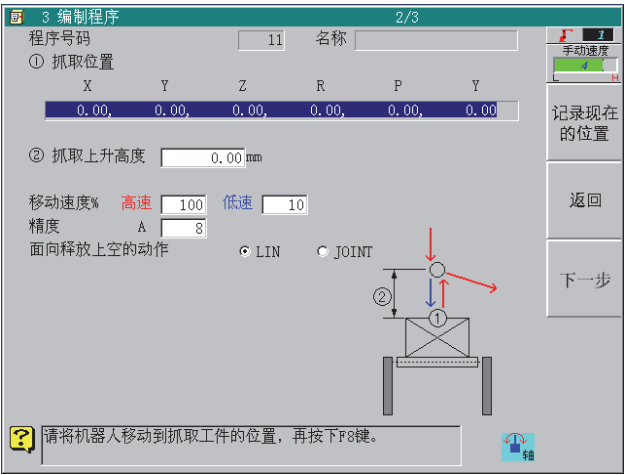 3 编制程序 2/3
程序号码 11 名称
1
手动速度
4
L H
① 抓取位置
X Y Z R P Y
0.00, 0.00, 0.00, 0.00, 0.00, 0.00
记录现在
的位置
② 抓取上升高度 0.00 mm
移动速度% 高速 100 低速 10
精度 A 8
面向释放上空的动作 LIN JOINT
返回
下一步
②
①
请将机器人移动到抓取工件的位置，再按下F8键。
轴